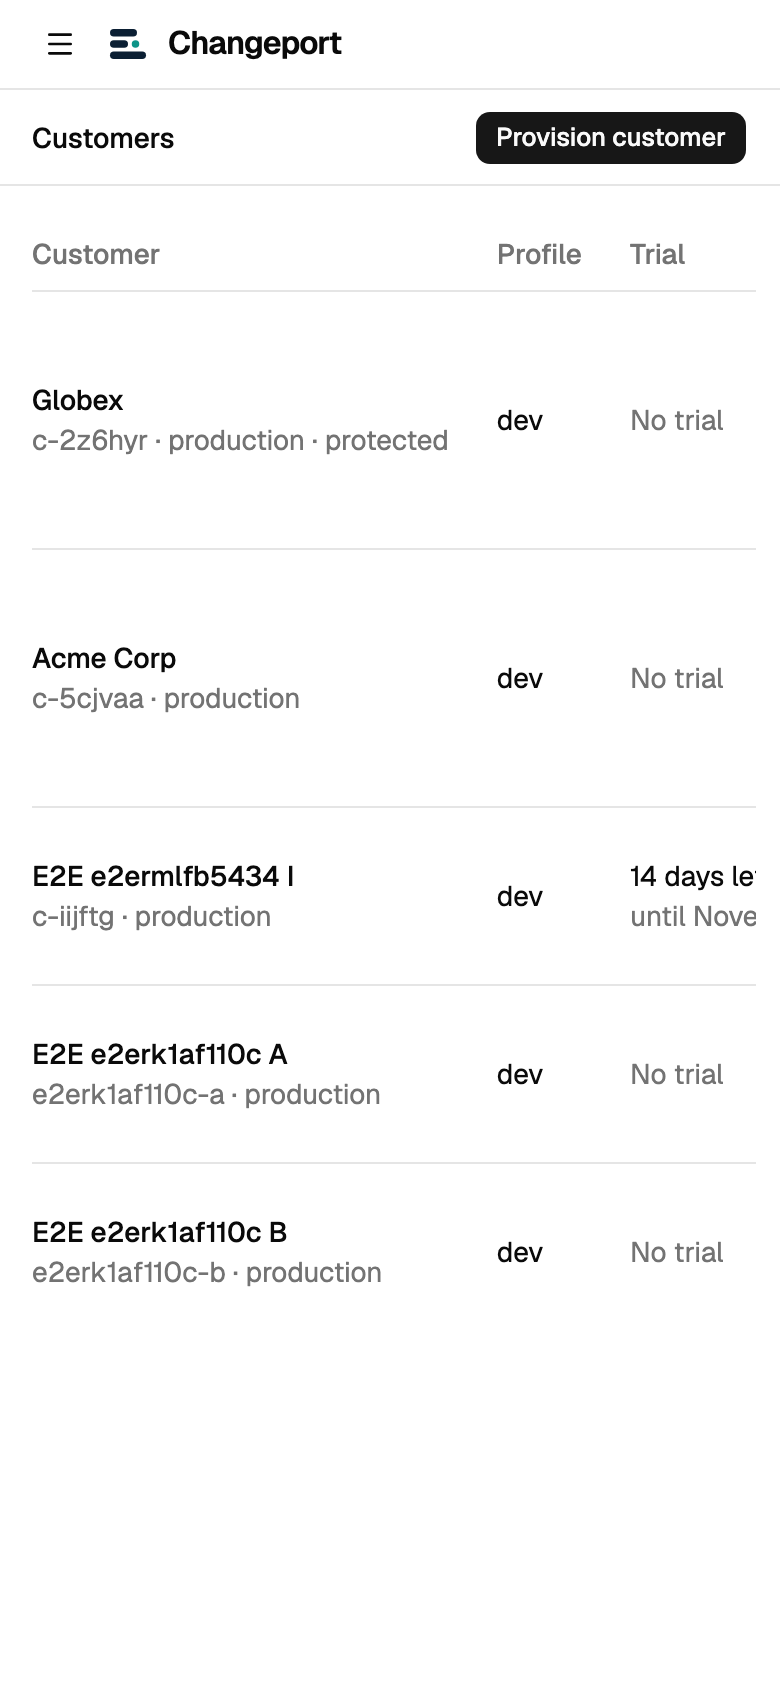 Changeport
Customers
Provision customer
Customer Profile Trial
Globex
c-2z6hyr · production · protected
dev
No trial
Acme Corp
c-5cjvaa · production
dev
No trial
E2E e2ermlfb5434 I
c-iijftg · production
dev
14 days
until
E2E e2erk1af110c A
e2erk1af110c-a · production
dev
No trial
E2E e2erk1af110c B
e2erk1af110c-b · production
dev
No trial